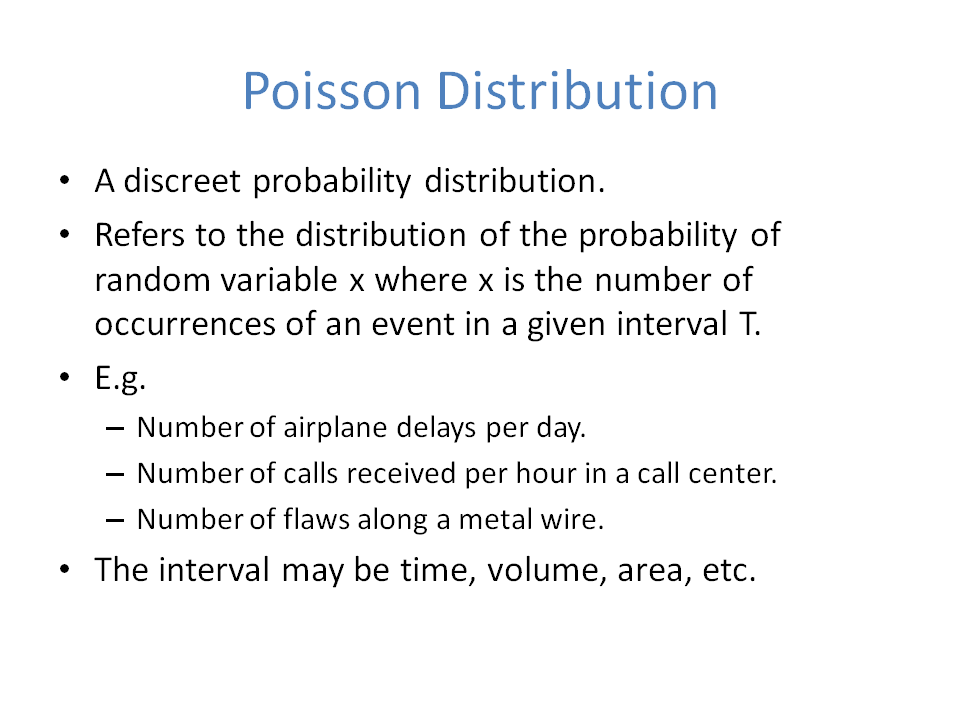 Poisson Distribution
• A discreet probability distribution.
• Refers to the distribution of the probability of
random variable x where x is the number of
occurrences of an event in a given interval T.
• E.g.
– Number of airplane delays per day.
– Number of calls received per hour in a call center.
– Number of flaws along a metal wire.
• The interval may be time, volume, area, etc.